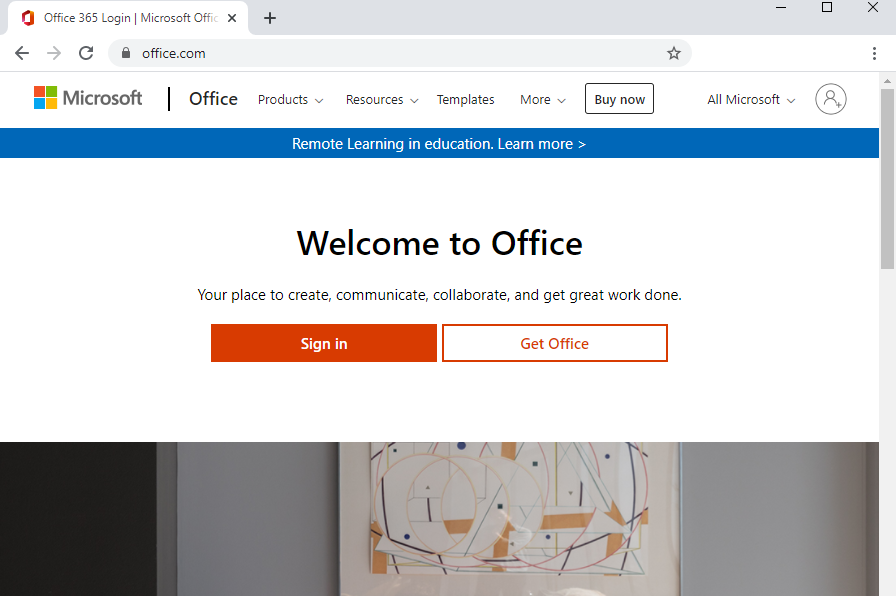 Office 365 Login | Microsoft Offic
office.com
Microsoft Office Products Resources Templates More Buy now All Microsoft
Remote Learning in education. Learn more >
Welcome to Office
Your place to create, communicate, collaborate, and get great work done.
Sign in Get Office